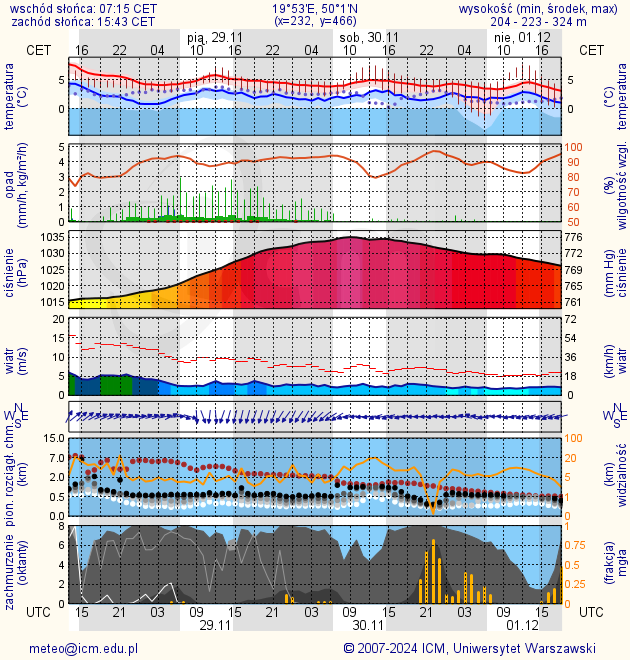 wschód słońca: 07:15 CET
zachód słońca: 15:43 CET
19°53'E, 50°1'N
(x=232, y=466)
wysokość (min, środek, max)
204 - 223 - 324 m
pią, 29.11 sob, 30.11 nie, 01.12
CET 16 22 04 10 16 22 04 10 16 22 04 10 16 CET
temperatura
(°C)
5
0
5
0
(°C)
temperatura
opad
(mm/h, kg/m²/h)
5
4
3
2
1
0
100
90
80
70
60
50
(%)
wilgotność wzgl.
ciśnienie
(hPa)
1035
1030
1025
1020
1015
776
772
769
765
761
(mm Hg)
ciśnienie
wiatr
(m/s)
20
15
10
5
0
72
54
36
18
0
(km/h)
wiatr
N
W E
S
N
W E
S
pion. rozciągł. chm.
(km)
15.0
7.0
2.0
0.5
0.0
100
20
5
1
0
(km)
widzialność
zachmurzenie
(oktanty)
8
6
4
2
0
1
0.75
0.5
0.25
0
(frakcja)
mgła
UTC 15 21 03 09 15 21 03 09 15 21 03 09 15 UTC
29.11 30.11 01.12
meteo@icm.edu.pl
© 2007-2024 ICM, Uniwersytet Warszawski